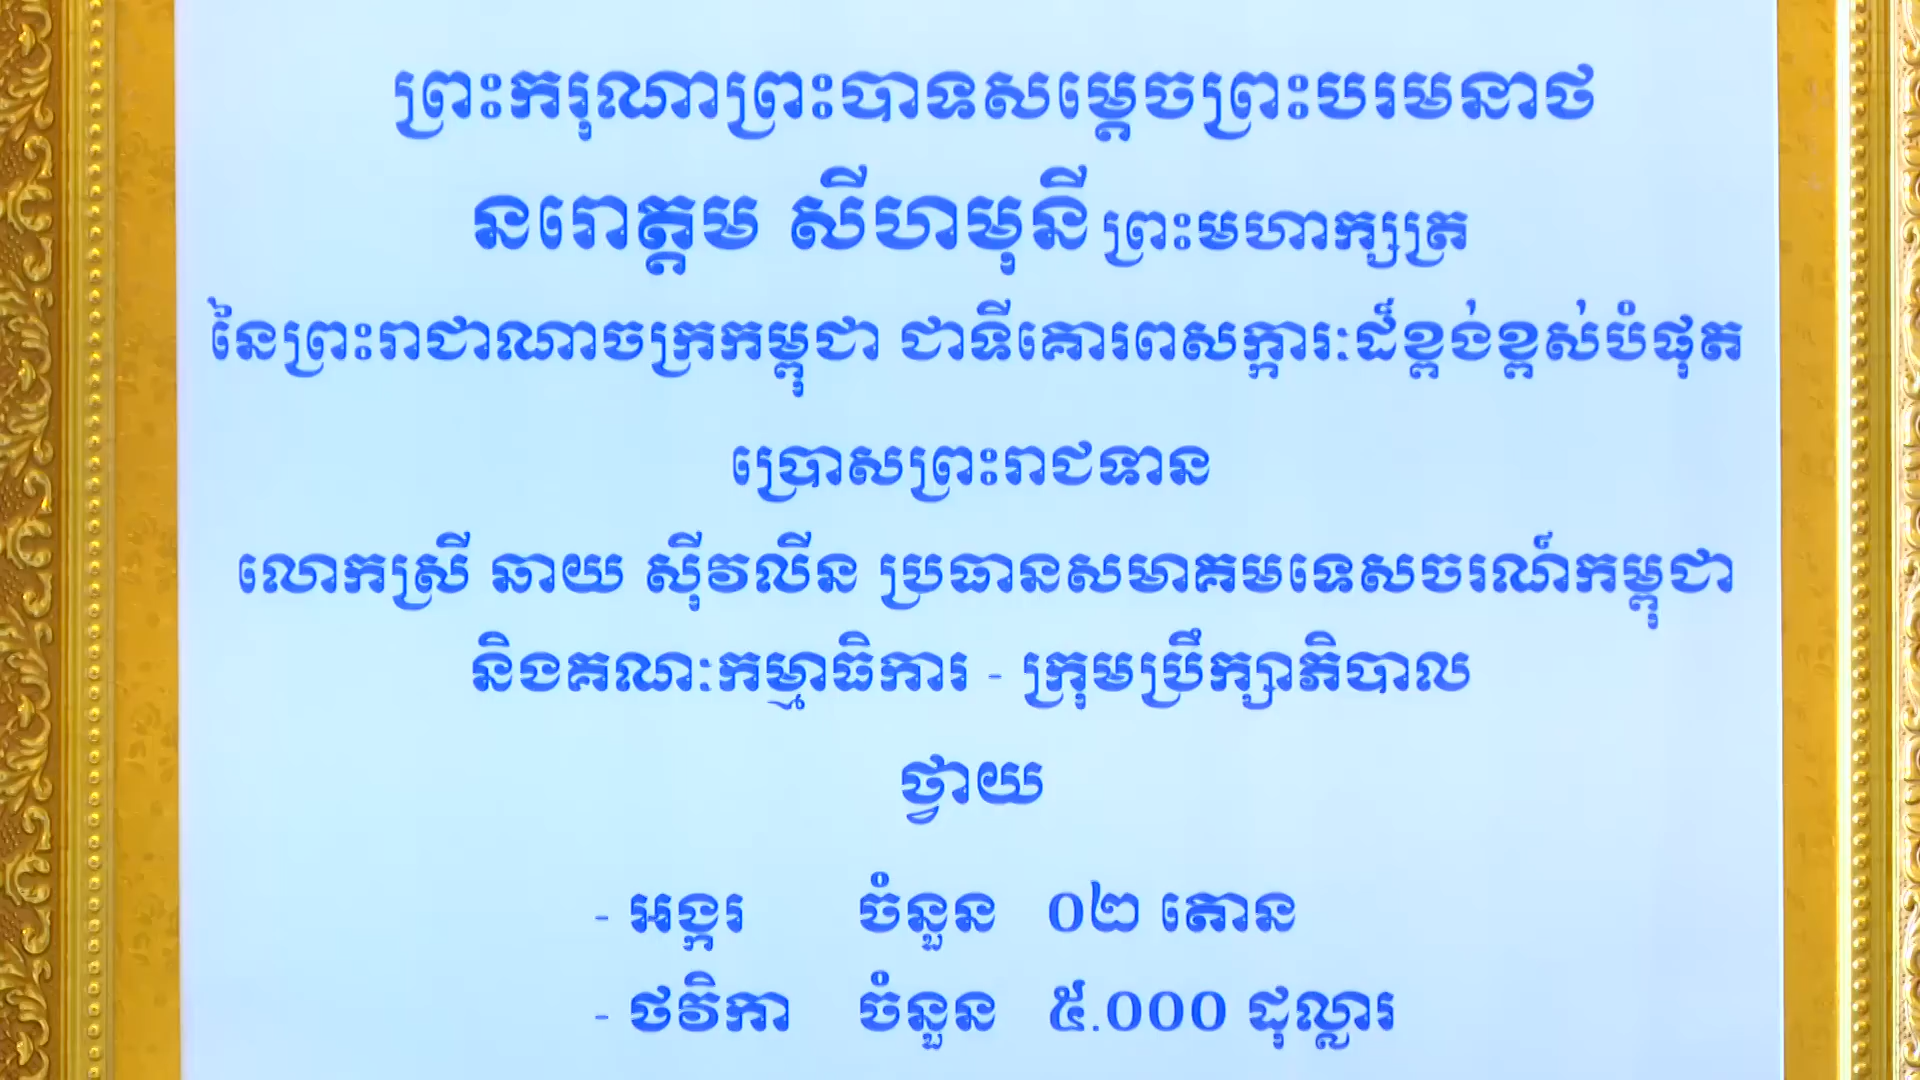 ព្រះករុណាព្រះបាទសម្តេចព្រះបរមនាថ
នរោត្តម សីហមុនី ព្រះមហាក្សត្រ
នៃព្រះរាជាណាចក្រកម្ពុជា ជាទីគោរពសក្ការៈដ៏ខ្ពង់ខ្ពស់បំផុត
ប្រោសព្រះរាជទាន
លោកស្រី ឆាយ ស៊ីវលីន ប្រធានសមាគមទេសចរណ៍កម្ពុជា
និងគណៈកម្មាធិការ - ក្រុមប្រឹក្សាភិបាល
ថ្វាយ
- អង្ករ ចំនួន ០២ តោន
- ថវិកា ចំនួន ៥.០០០ ដុល្លារ